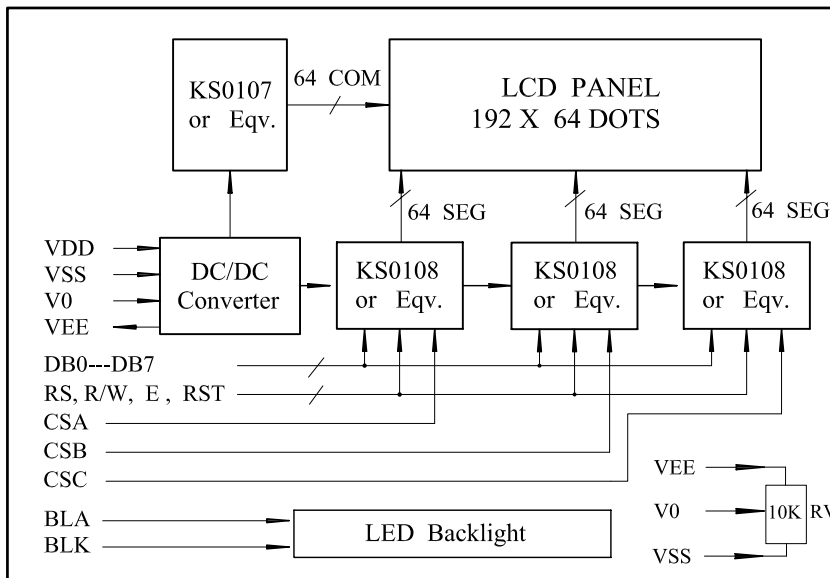 KS0107
or Eqv.
64 COM
LCD PANEL
192 X 64 DOTS
64 SEG
64 SEG
64 SEG
VDD
VSS
V0
VEE
DC/DC
Converter
KS0108
or Eqv.
KS0108
or Eqv.
KS0108
or Eqv.
DB0---DB7
RS, R/W, E , RST
CSA
CSB
CSC
BLA
BLK
LED Backlight
VEE
V0
VSS
10K